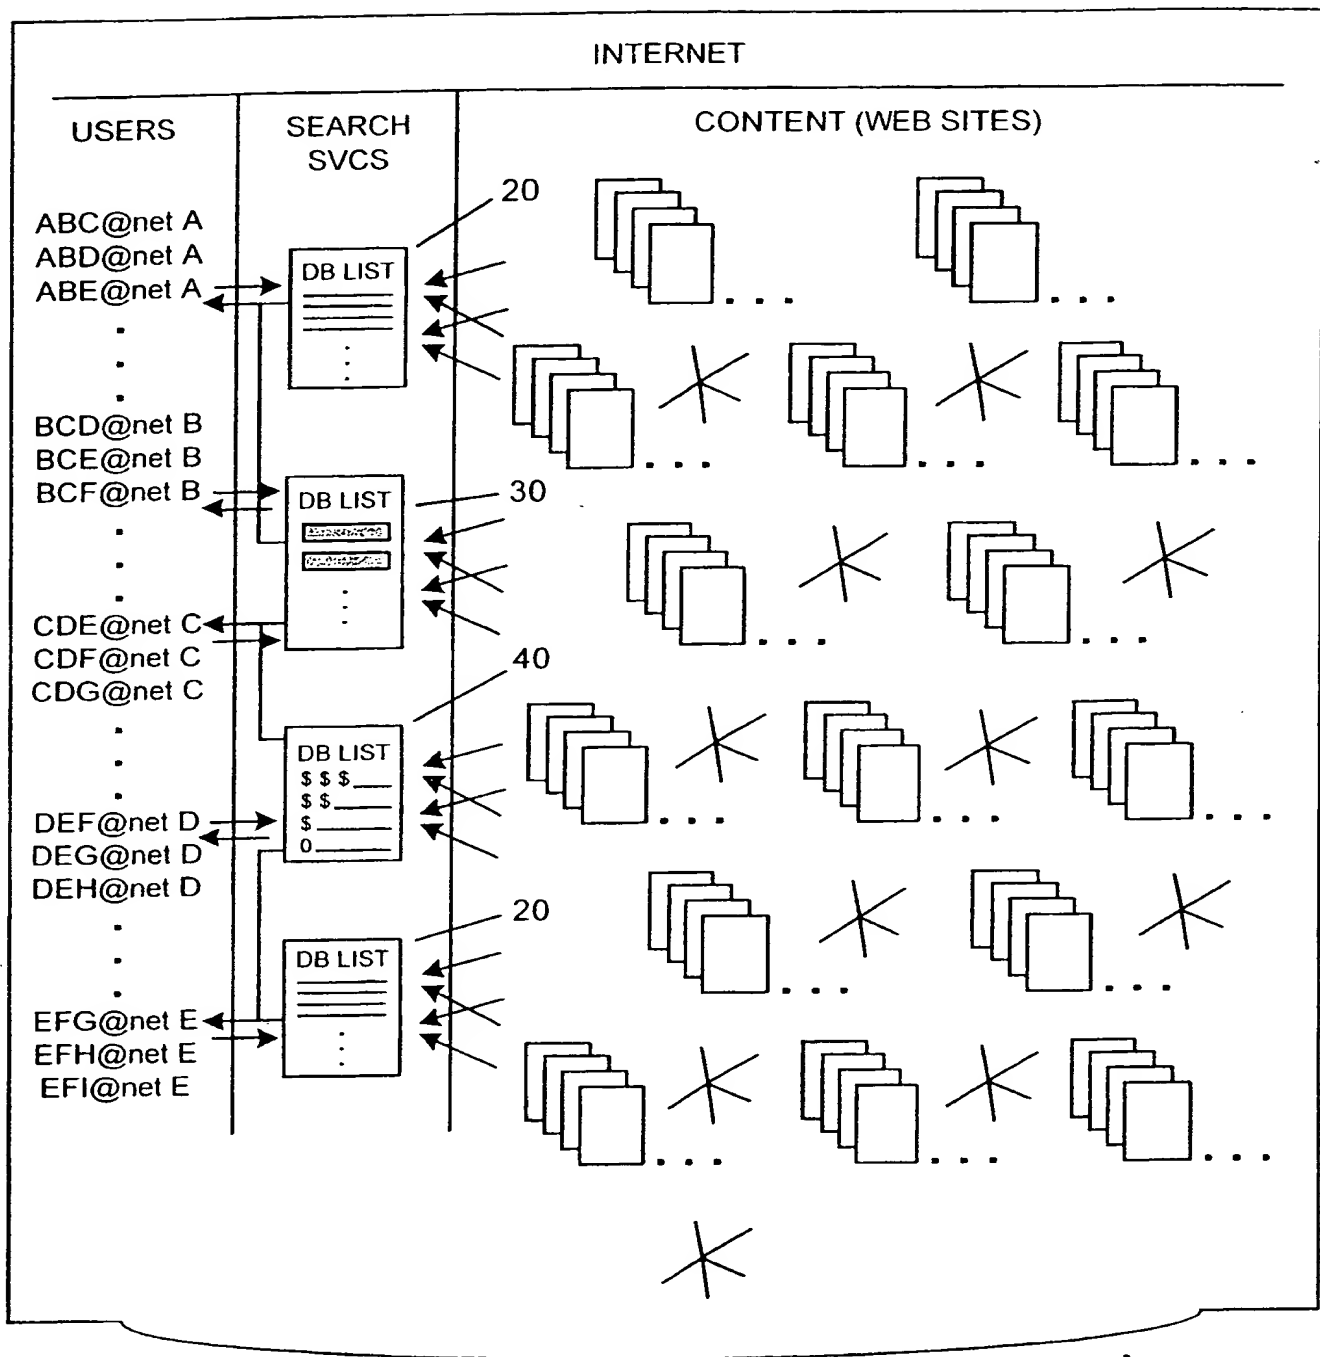 INTERNET
USERS
SEARCH
SVCS
CONTENT (WEB SITES)
ABC@net A
ABD@net A
ABE@net A
BCD@net B
BCE@net B
BCF@net B
CDE@net C
CDF@net C
CDG@net C
DEF@net D
DEG@net D
DEH@net D
EFG@net E
EFH@net E
EFI@net E
20
DB LIST
30
DB LIST
40
DB LIST
$ $ $
$ $
$
0
20
DB LIST